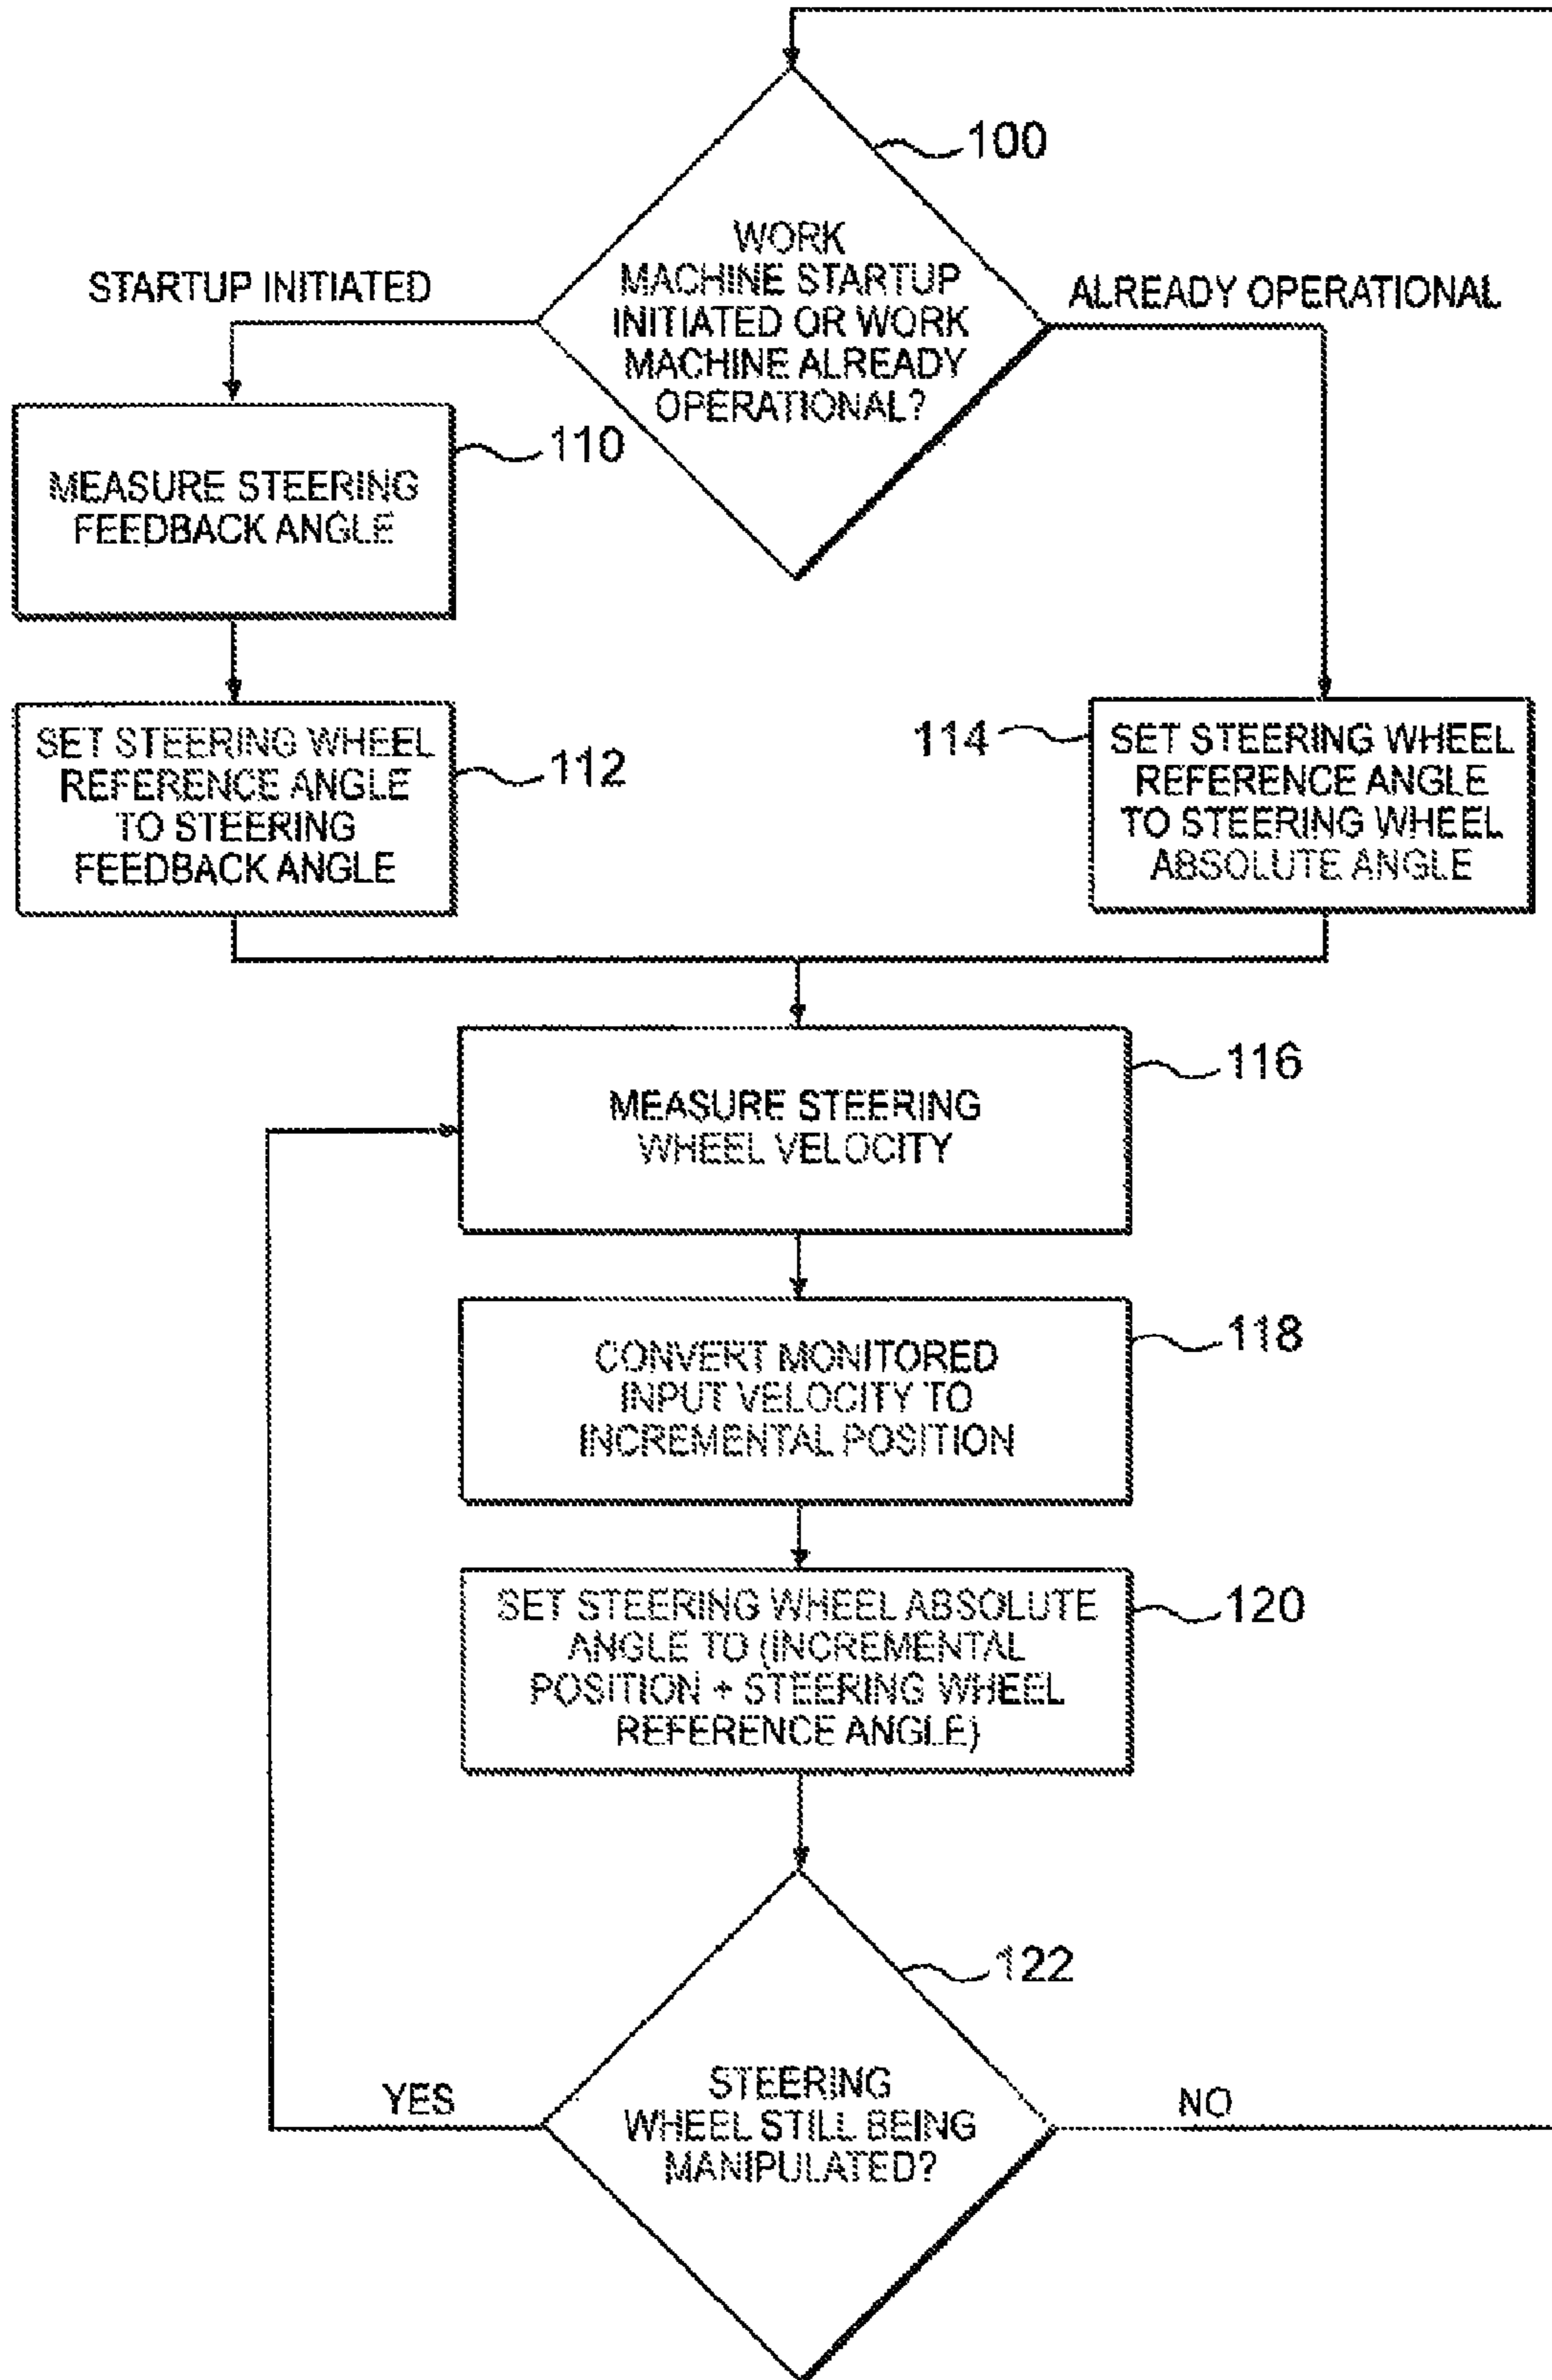 100
WORK
MACHINE STARTUP
INITIATED OR WORK
MACHINE ALREADY
OPERATIONAL?
STARTUP INITIATED
ALREADY OPERATIONAL
110
MEASURE STEERING
FEEDBACK ANGLE
SET STEERING WHEEL
REFERENCE ANGLE
TO STEERING
FEEDBACK ANGLE
112
114
SET STEERING WHEEL
REFERENCE ANGLE
TO STEERING WHEEL
ABSOLUTE ANGLE
116
MEASURE STEERING
WHEEL VELOCITY
118
CONVERT MONITORED
INPUT VELOCITY TO
INCREMENTAL POSITION
120
SET STEERING WHEEL ABSOLUTE
ANGLE TO (INCREMENTAL
POSITION + STEERING WHEEL
REFERENCE ANGLE)
122
STEERING
WHEEL STILL BEING
MANIPULATED?
YES
NO